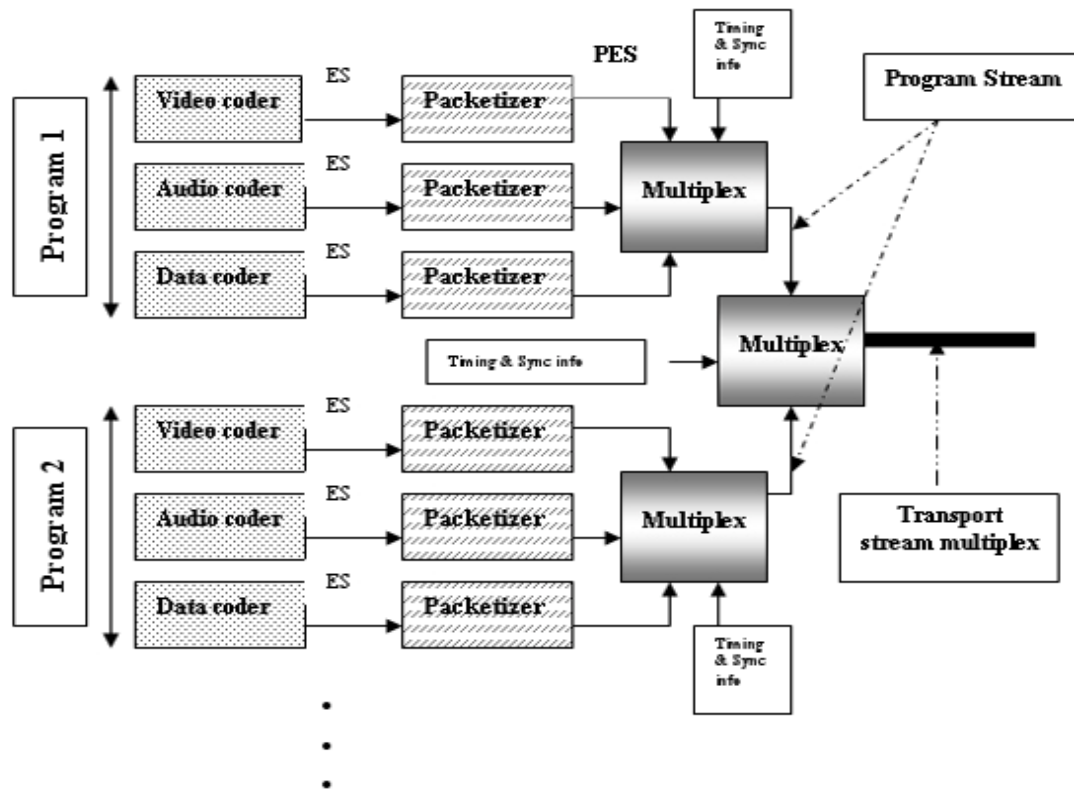 PES
Timing
& Sync
info
Program Stream
Program 1
Video coder
ES
Packetizer
Audio coder
ES
Packetizer
Multiplex
Data coder
ES
Packetizer
Timing & Sync info
Multiplex
Program 2
Video coder
ES
Packetizer
Audio coder
ES
Packetizer
Multiplex
Data coder
ES
Packetizer
Transport
stream multiplex
Timing
& Sync
info